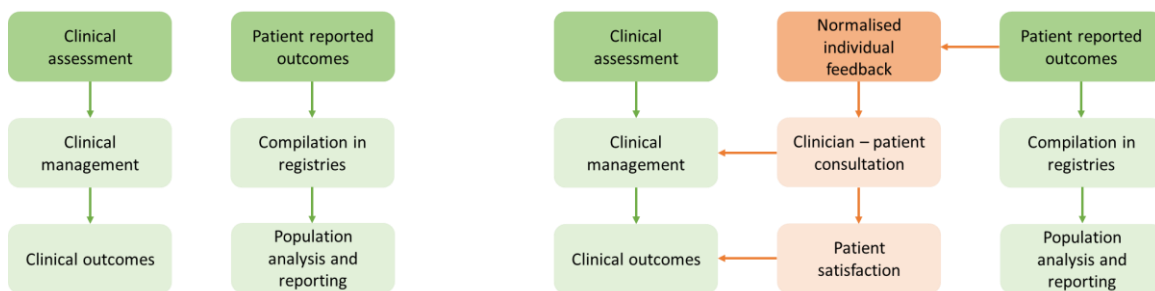 Clinical
assessment
Patient reported
outcomes
Clinical
management
Compilation in
registries
Clinical outcomes
Population
analysis and
reporting
Clinical
assessment
Normalised
individual
feedback
Patient reported
outcomes
Clinical
management
Clinician – patient
consultation
Compilation in
registries
Clinical outcomes
Patient
satisfaction
Population
analysis and
reporting